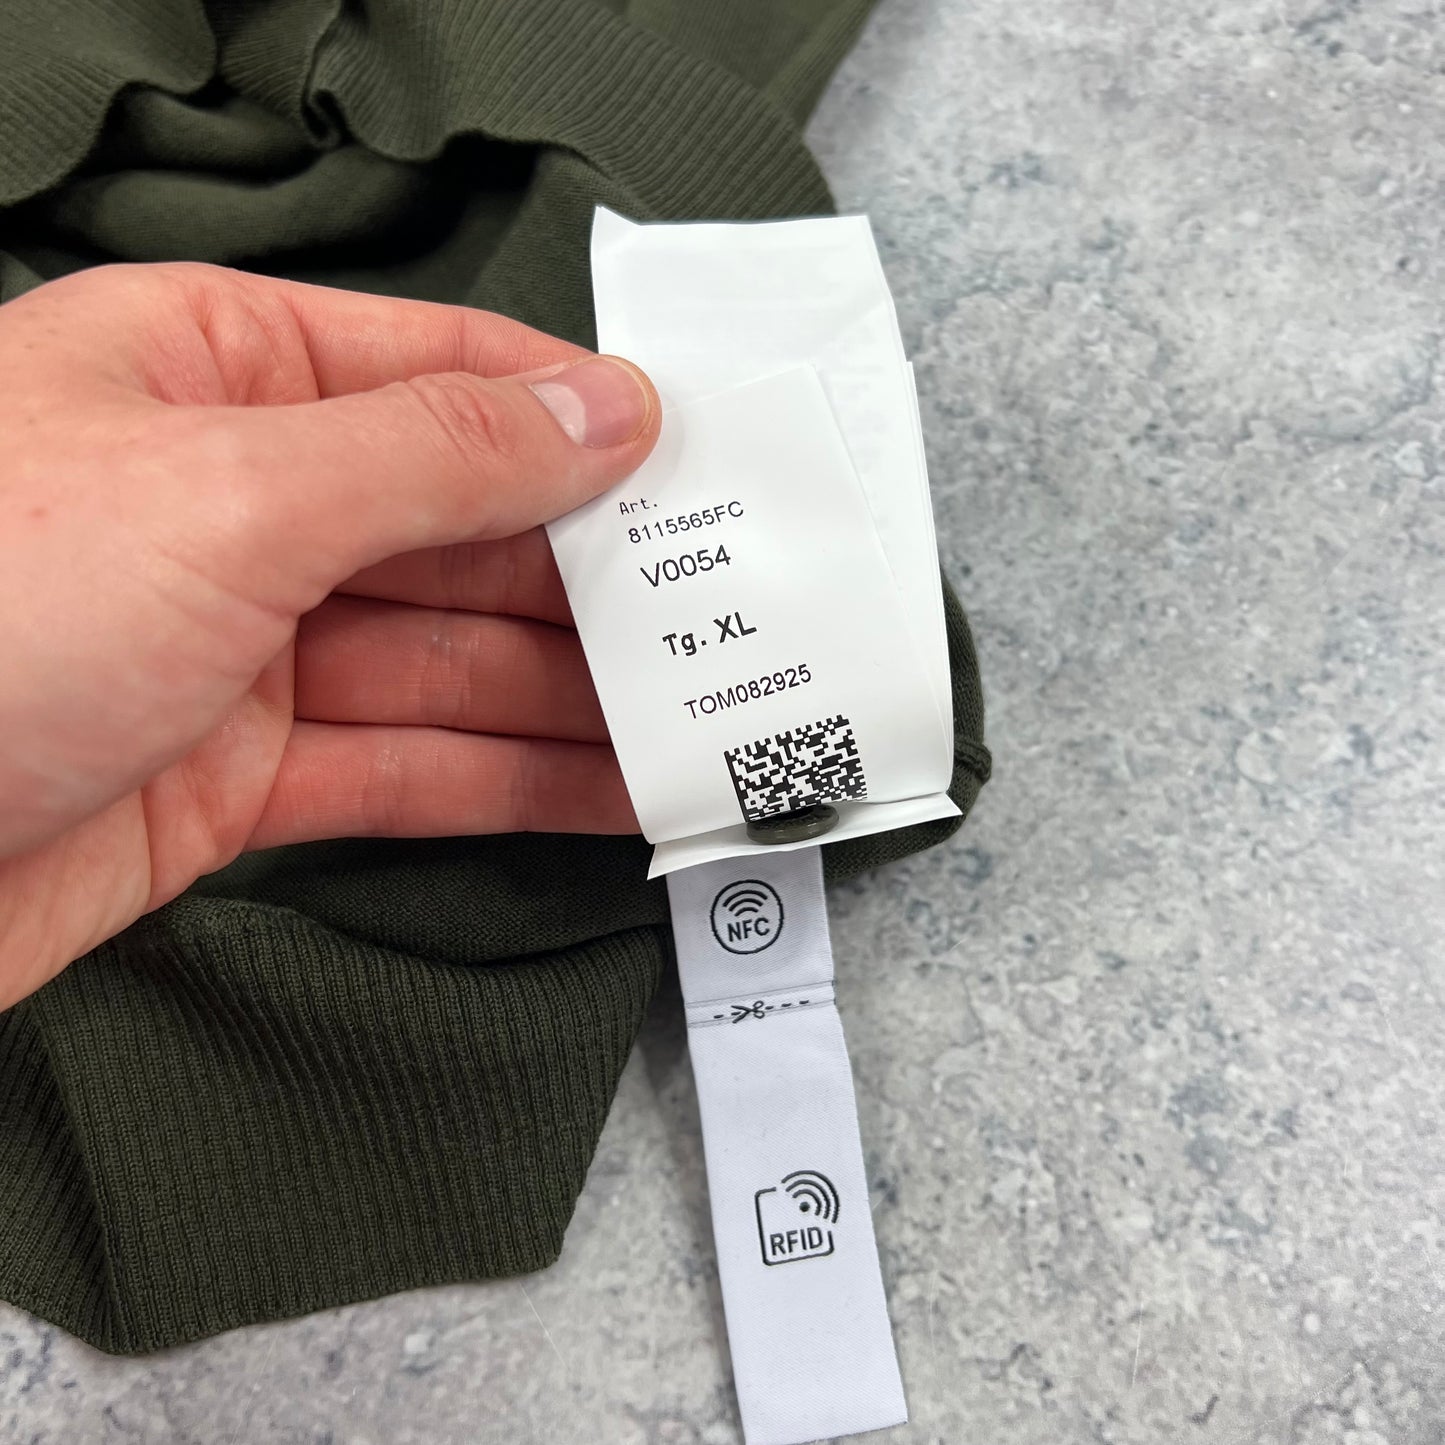 Art.
8115565FC
V0054
Tg. XL
TOM082925
NFC
RFID